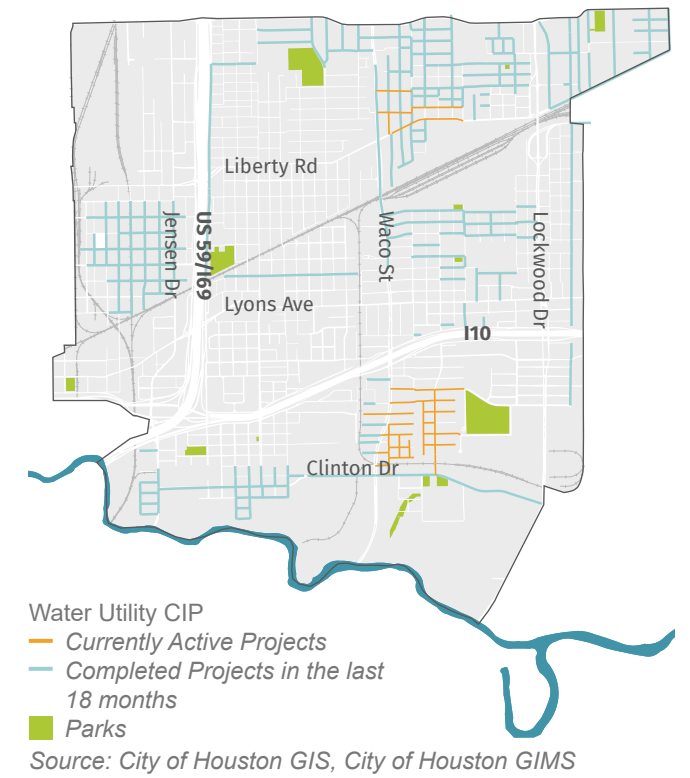 Liberty Rd
Jensen Dr
US 59/I69
Waco St
Lockwood Dr
Lyons Ave
I10
Clinton Dr
Water Utility CIP
Currently Active Projects
Completed Projects in the last
18 months
Parks
Source: City of Houston GIS, City of Houston GIMS